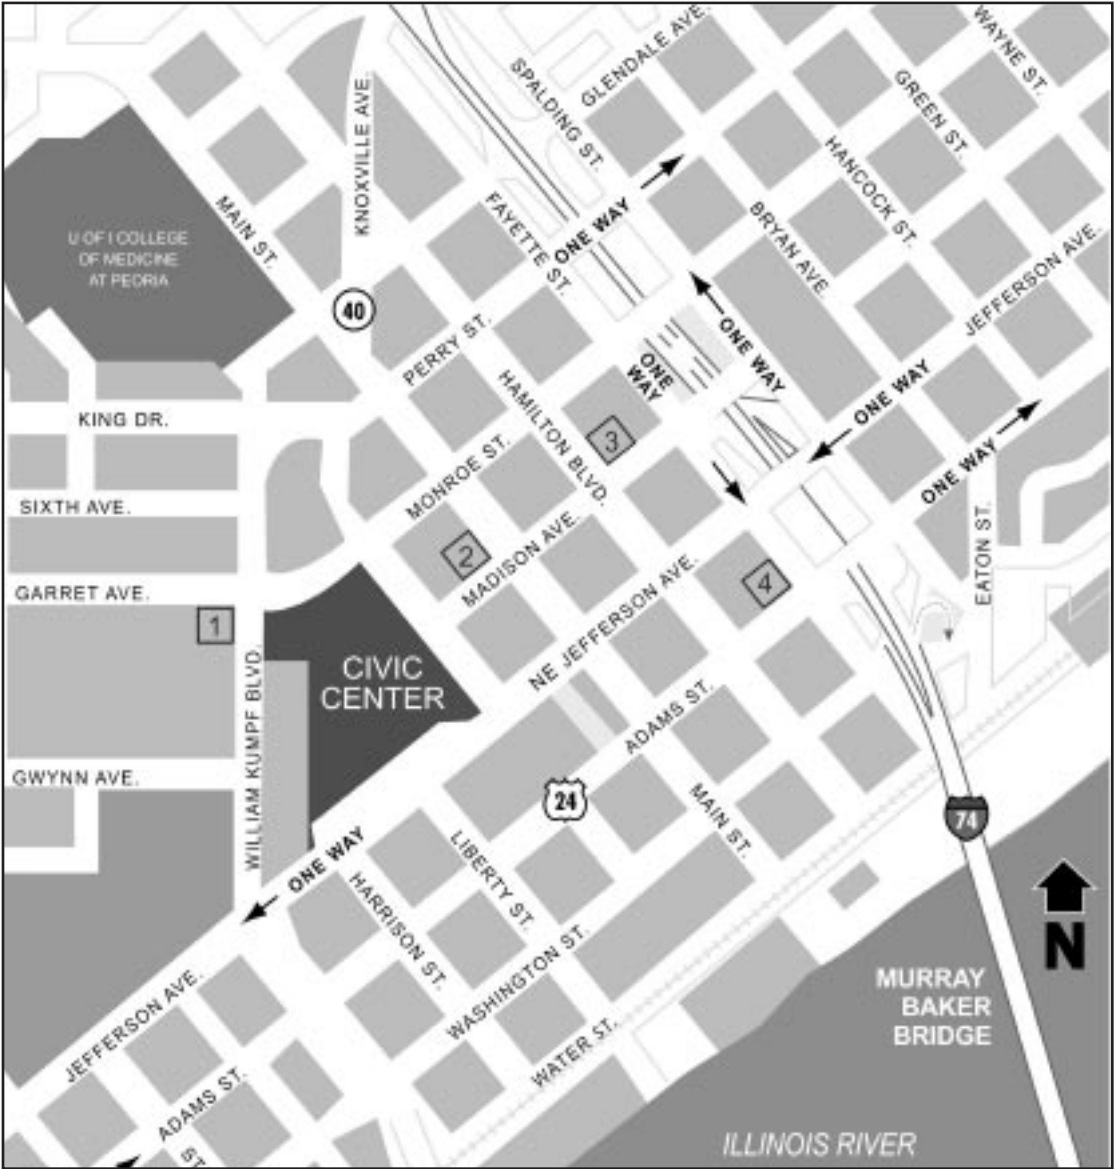 WAYNE ST.
GLENDALE AVE.
SPALDING ST.
GREEN ST.
KNOXVILLE AVE.
HANCOCK ST.
MAIN ST.
FAYETTE ST.
ONE WAY
BRYAN AVE.
U OF I COLLEGE
OF MEDICINE
AT PEORIA
JEFFERSON AVE.
40
PERRY ST.
ONE WAY
ONE
WAY
ONE WAY
KING DR.
HAMILTON BLVD.
3
MONROE ST.
ONE WAY
SIXTH AVE.
2
MADISON AVE.
EATON ST.
GARRET AVE.
4
1
NE JEFFERSON AVE.
CIVIC
CENTER
WILLIAM KUMPF BLVD.
ADAMS ST.
GWYNN AVE.
24
MAIN ST.
74
ONE WAY
LIBERTY ST.
HARRISON ST.
N
WASHINGTON ST.
MURRAY
BAKER
BRIDGE
JEFFERSON AVE.
WATER ST.
ADAMS ST.
ST.
ILLINOIS RIVER